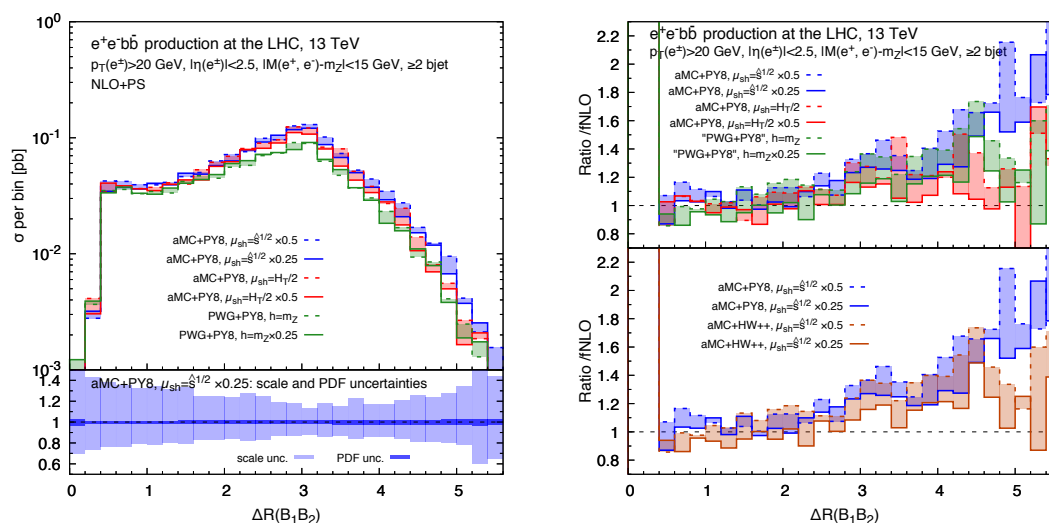 e⁺e⁻bb̄ production at the LHC, 13 TeV
p_T(e^±)>20 GeV, |η(e^±)|<2.5, |M(e⁺, e⁻)-m_Z|<15 GeV, ≥2 bjet
NLO+PS
σ per bin [pb]
10⁰
10⁻¹
10⁻²
10⁻³
aMC+PY8, μ_sh=ŝ^1/2 ×0.5
aMC+PY8, μ_sh=ŝ^1/2 ×0.25
aMC+PY8, μ_sh=H_T/2
aMC+PY8, μ_sh=H_T/2 ×0.5
PWG+PY8, h=m_Z
PWG+PY8, h=m_Z×0.25
aMC+PY8, μ_sh=ŝ^1/2 ×0.25: scale and PDF uncertainties
1.4
1.2
1
0.8
0.6
scale unc.
PDF unc.
0 1 2 3 4 5
ΔR(B₁B₂)
e⁺e⁻bb̄ production at the LHC, 13 TeV
p_T(e^±)>20 GeV, |η(e^±)|<2.5, |M(e⁺, e⁻)-m_Z|<15 GeV, ≥2 bjet
aMC+PY8, μ_sh=ŝ^1/2 ×0.5
aMC+PY8, μ_sh=ŝ^1/2 ×0.25
aMC+PY8, μ_sh=H_T/2
aMC+PY8, μ_sh=H_T/2 ×0.5
"PWG+PY8", h=m_Z
"PWG+PY8", h=m_Z×0.25
Ratio /fNLO
2.2
2
1.8
1.6
1.4
1.2
1
0.8
aMC+PY8, μ_sh=ŝ^1/2 ×0.5
aMC+PY8, μ_sh=ŝ^1/2 ×0.25
aMC+HW++, μ_sh=ŝ^1/2 ×0.5
aMC+HW++, μ_sh=ŝ^1/2 ×0.25
Ratio /fNLO
2.2
2
1.8
1.6
1.4
1.2
1
0.8
0 1 2 3 4 5
ΔR(B₁B₂)